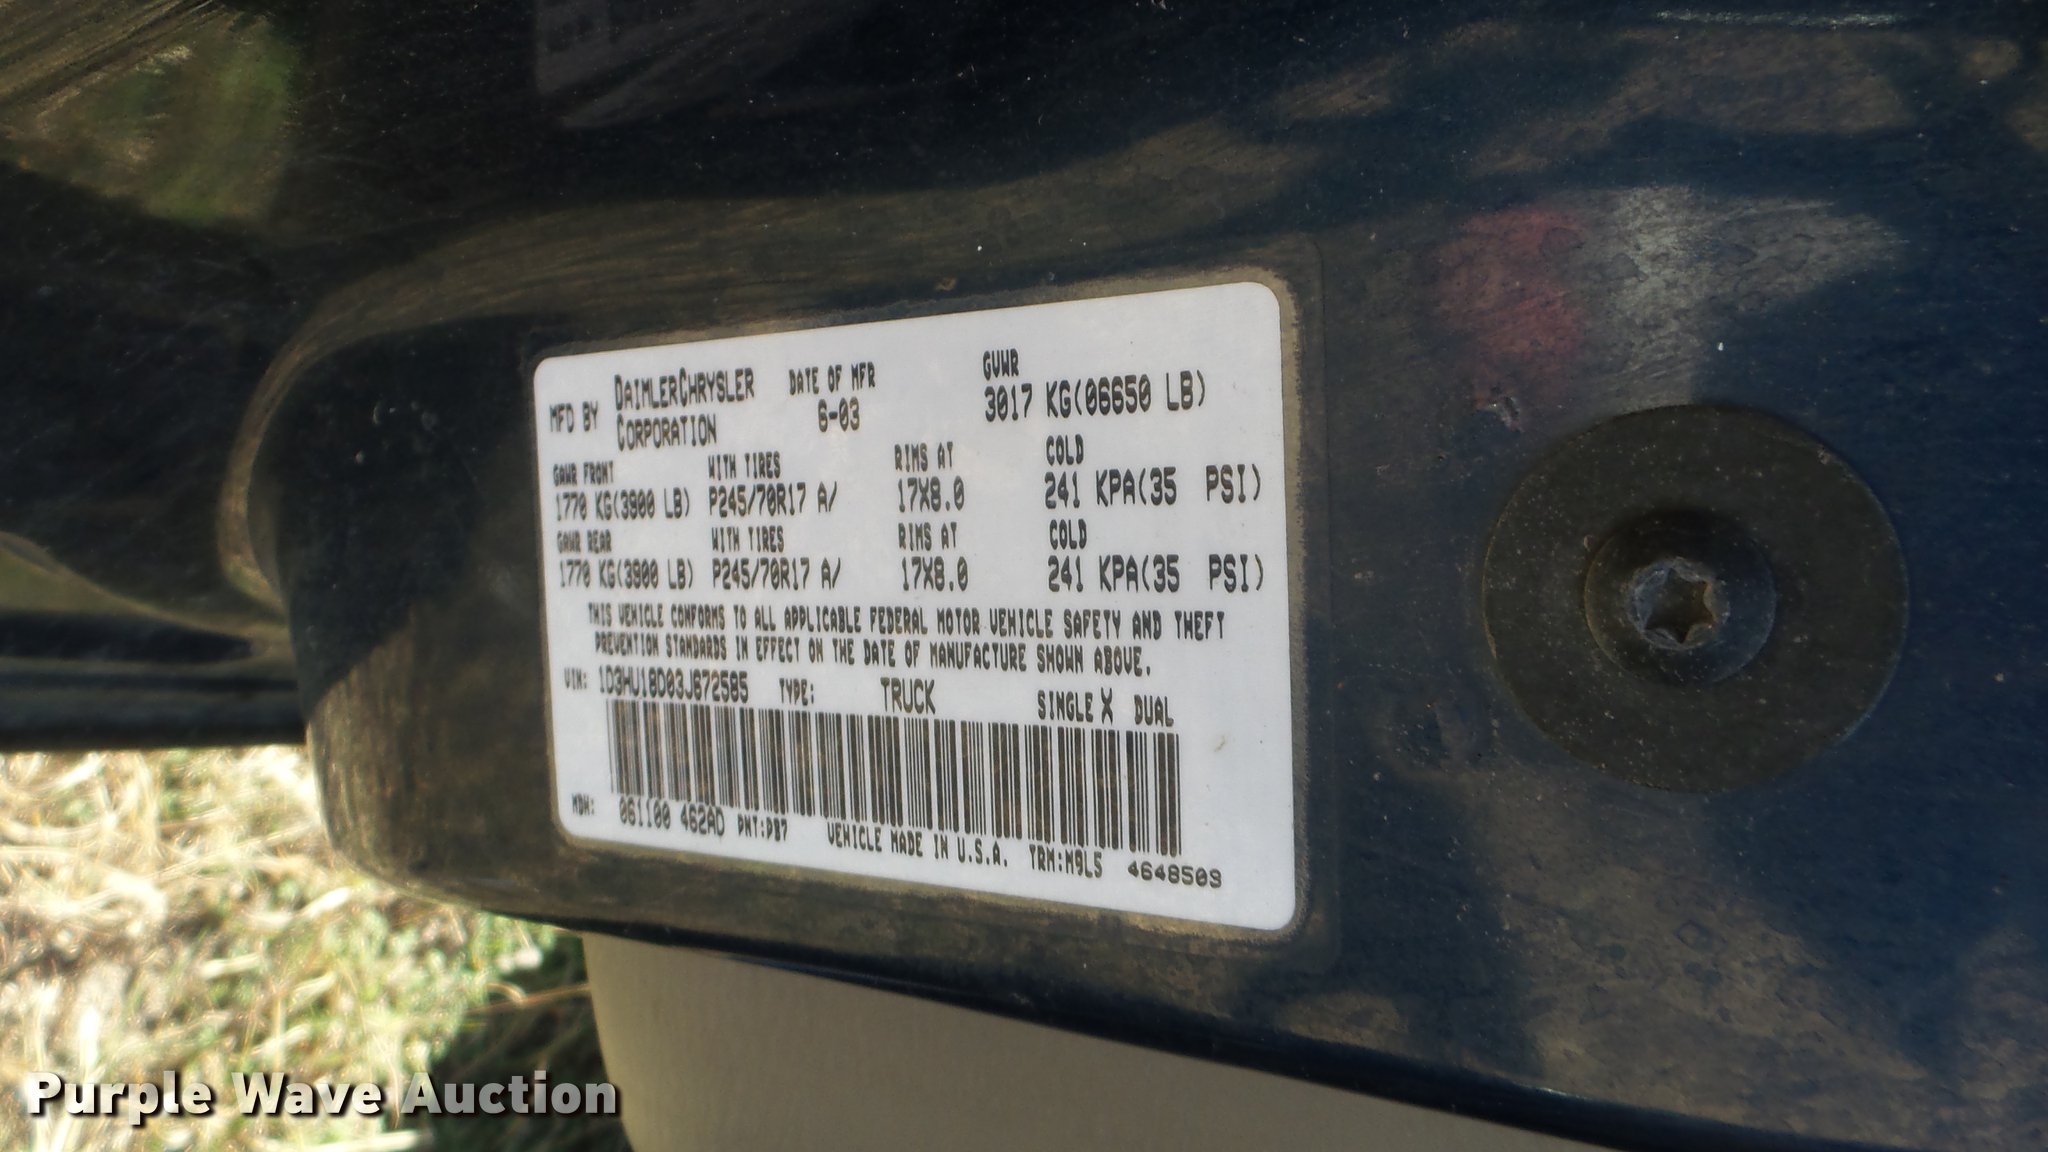 MFD BY DAIMLERCHRYSLER CORPORATION DATE OF MFR 6-03 GVWR 3017 KG(06650 LB)
GAWR FRONT WITH TIRES RIMS AT COLD
1770 KG(3900 LB) P245/70R17 A/ 17X8.0 241 KPA(35 PSI)
GAWR REAR WITH TIRES RIMS AT COLD
1770 KG(3900 LB) P245/70R17 A/ 17X8.0 241 KPA(35 PSI)
THIS VEHICLE CONFORMS TO ALL APPLICABLE FEDERAL MOTOR VEHICLE SAFETY AND THEFT
PREVENTION STANDARDS IN EFFECT ON THE DATE OF MANUFACTURE SHOWN ABOVE.
VIN: 1D3HU18D03J672585 TYPE: TRUCK SINGLE X DUAL
MDH: 061100 462AD PNT:PB7 VEHICLE MADE IN U.S.A. TRM:M9L5 4648503
Purple Wave Auction